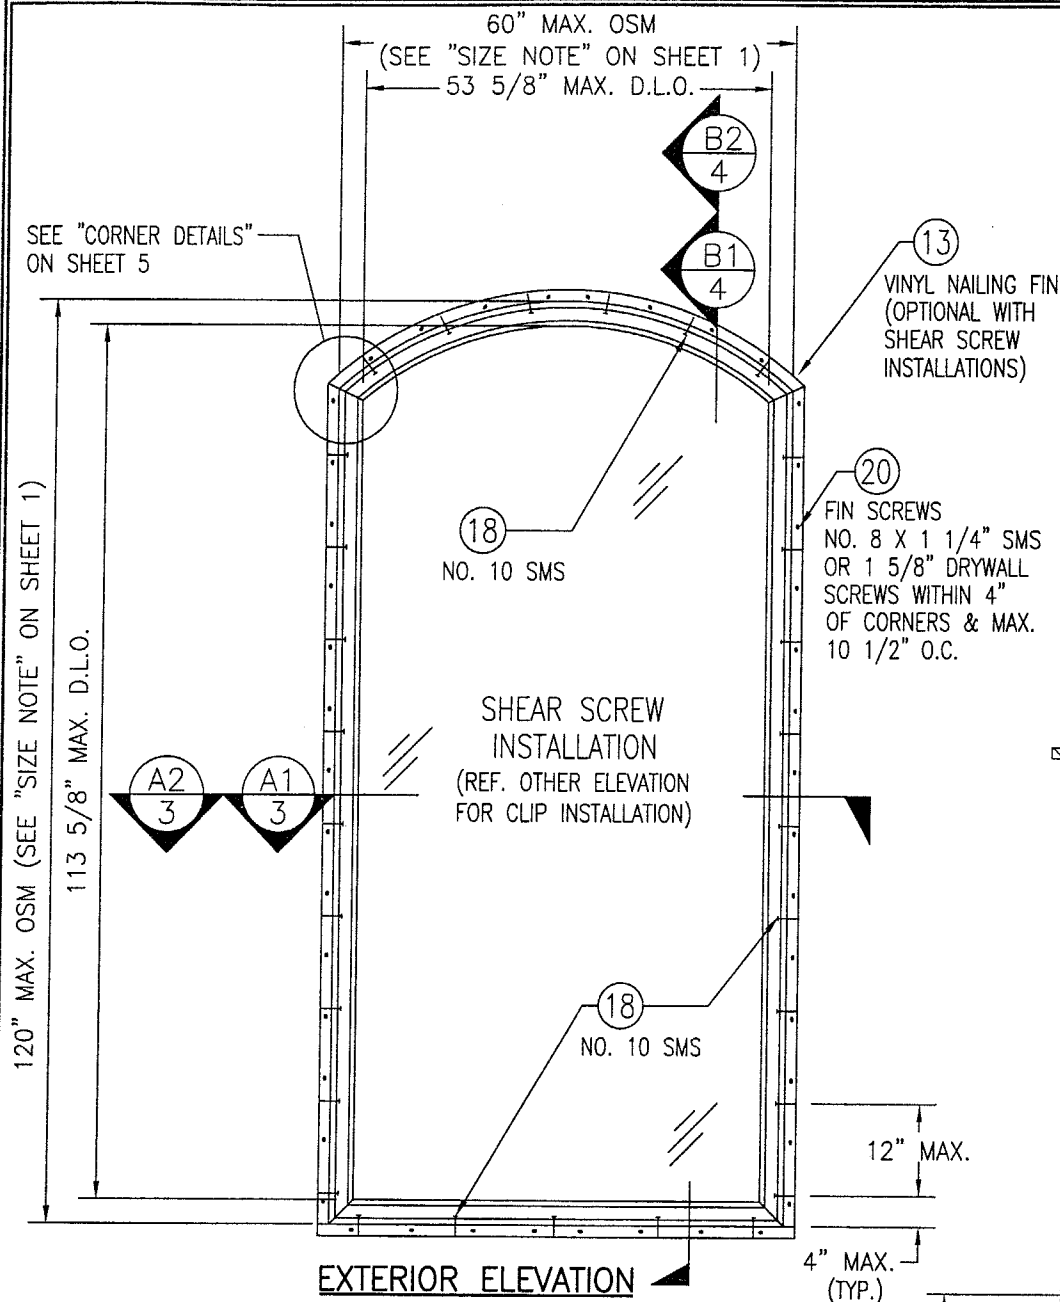 60" MAX. OSM
(SEE "SIZE NOTE" ON SHEET 1)
53 5/8" MAX. D.L.O.
B2
4
SEE "CORNER DETAILS"
ON SHEET 5
B1
4
13
VINYL NAILING FIN
(OPTIONAL WITH
SHEAR SCREW
INSTALLATIONS)
20
FIN SCREWS
NO. 8 X 1 1/4" SMS
OR 1 5/8" DRYWALL
SCREWS WITHIN 4"
OF CORNERS & MAX.
10 1/2" O.C.
18
NO. 10 SMS
120" MAX. OSM (SEE "SIZE NOTE" ON SHEET 1)
113 5/8" MAX. D.L.O.
SHEAR SCREW
INSTALLATION
(REF. OTHER ELEVATION
FOR CLIP INSTALLATION)
A2
3
A1
3
18
NO. 10 SMS
12" MAX.
4" MAX.
(TYP.)
EXTERIOR ELEVATION